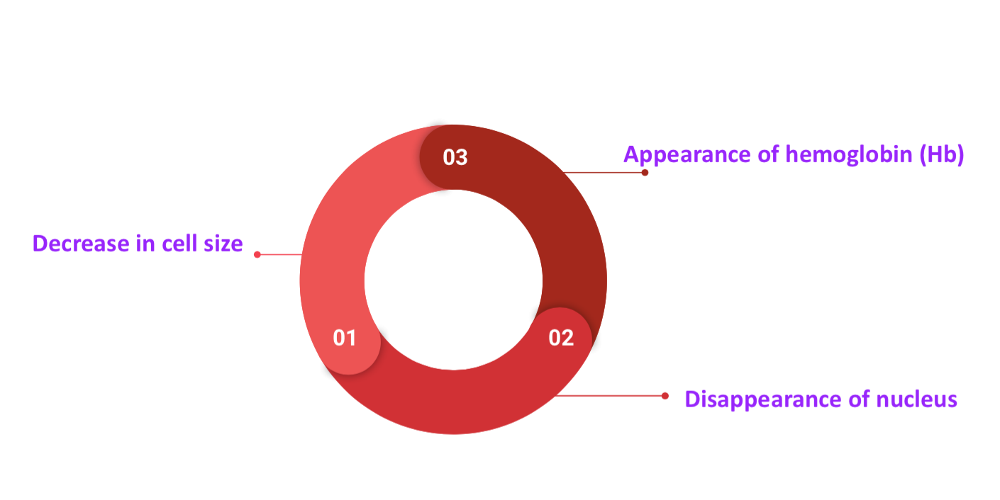 03
Appearance of hemoglobin (Hb)
Decrease in cell size
01
02
Disappearance of nucleus